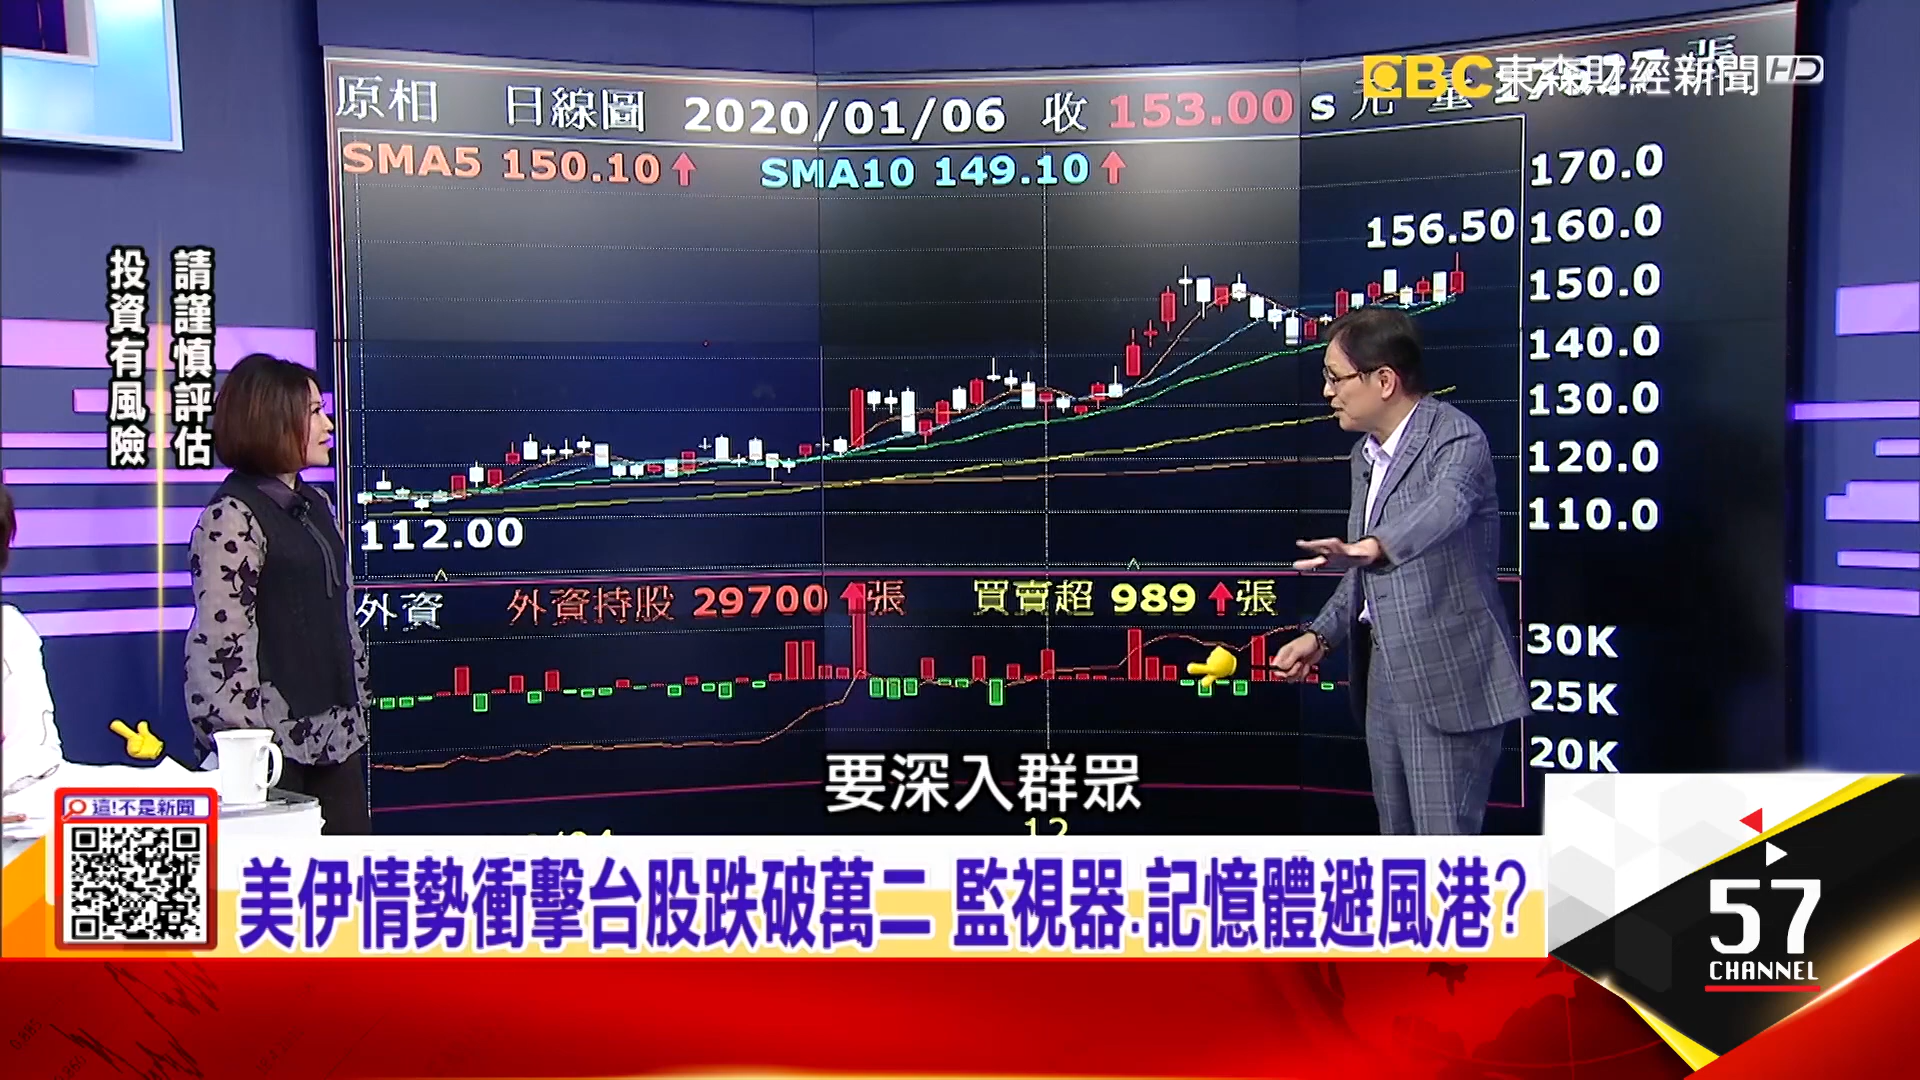 EBC 東森財經新聞 HD
原相 日線圖 2020/01/06 收 153.00 s 元 量
張
SMA5 150.10 SMA10 149.10
170.0
156.50 160.0
150.0
140.0
130.0
120.0
110.0
112.00
請謹慎評估
投資有風險
外資 外資持股 29700 張 買賣超 989 張
30K
25K
20K
要深入群眾
12
這!不是新聞
美伊情勢衝擊台股跌破萬二 監視器.記憶體避風港?
57
CHANNEL